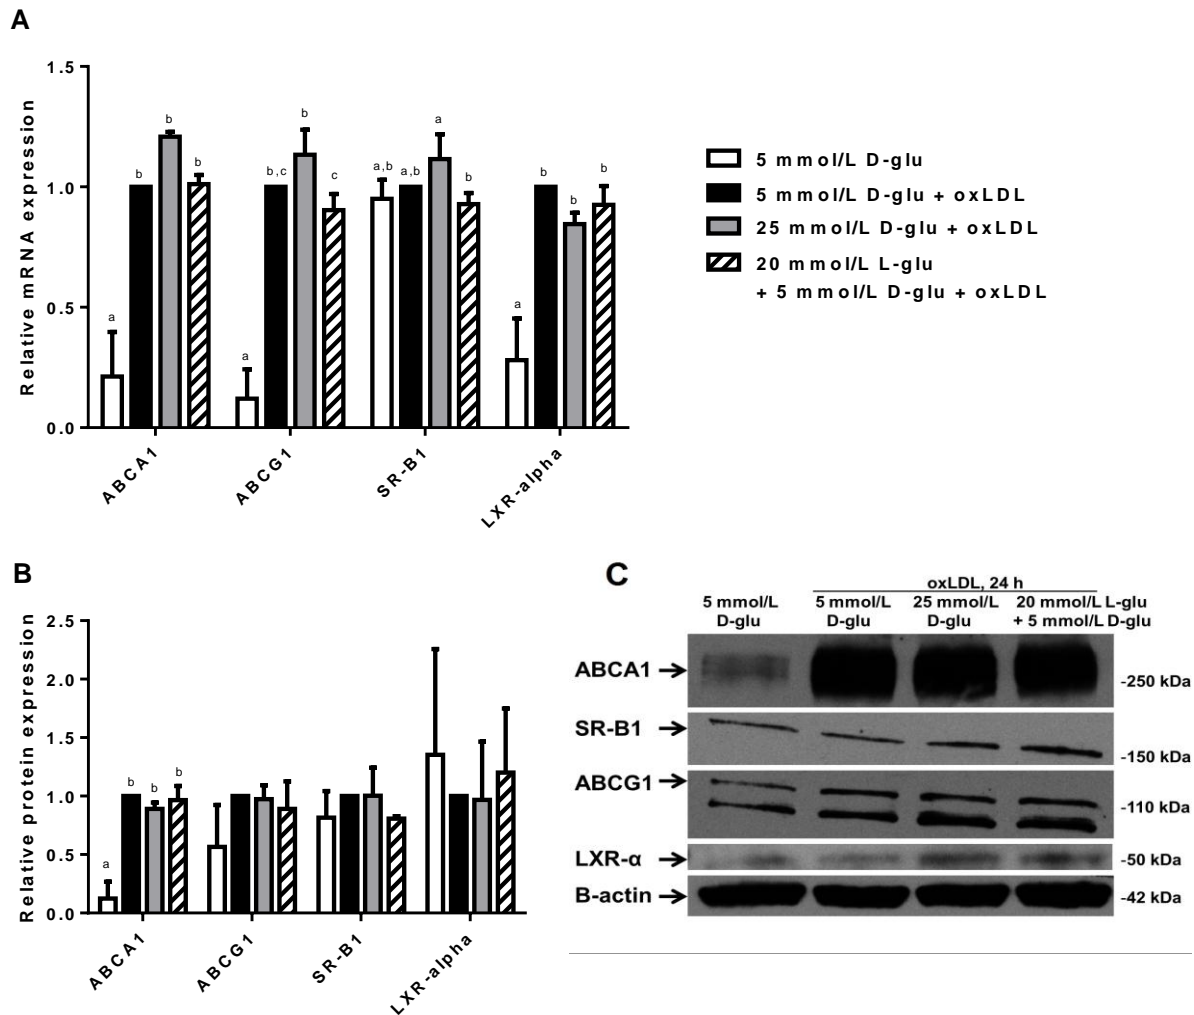 A
Relative mRNA expression
1.5
1.0
0.5
0.0
a
b
b
b
a
b,c
b
c
a,b
a,b
a
b
a
b
b
b
ABCA1
ABCG1
SR-B1
LXR-alpha
5 mmol/L D-glu
5 mmol/L D-glu + oxLDL
25 mmol/L D-glu + oxLDL
20 mmol/L L-glu
+ 5 mmol/L D-glu + oxLDL
B
Relative protein expression
2.5
2.0
1.5
1.0
0.5
0.0
a
b
b
b
ABCA1
ABCG1
SR-B1
LXR-alpha
C
oxLDL, 24 h
5 mmol/L 5 mmol/L 25 mmol/L 20 mmol/L L-glu
D-glu D-glu D-glu + 5 mmol/L D-glu
ABCA1
-250 kDa
SR-B1
-150 kDa
ABCG1
-110 kDa
LXR-α
-50 kDa
B-actin
-42 kDa